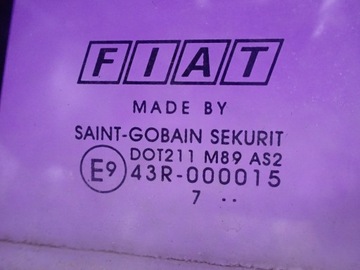 FIAT
MADE BY
SAINT-GOBAIN SEKURIT
DOT211 M89 AS2
E9 43R-000015
7 ..